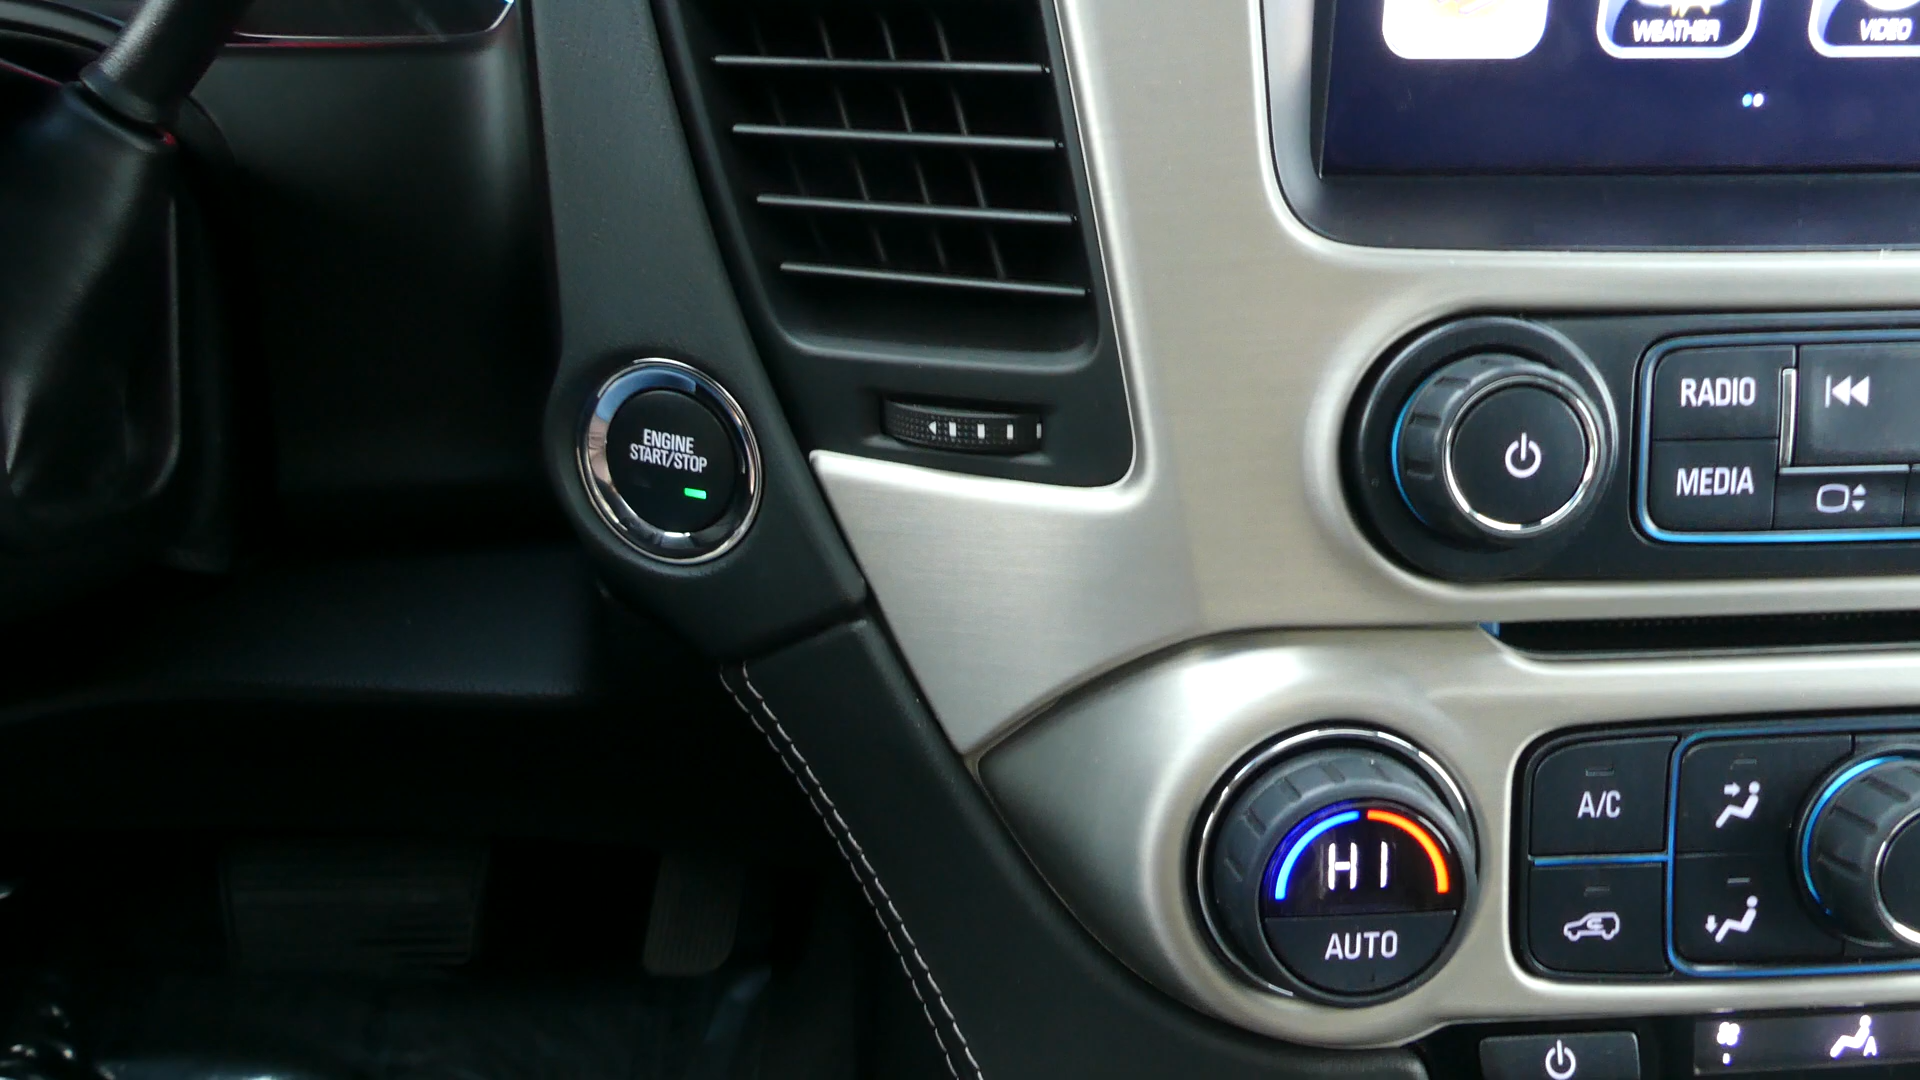 WEATHER
VIDEO
ENGINE
START/STOP
RADIO
MEDIA
A/C
HI
AUTO
A